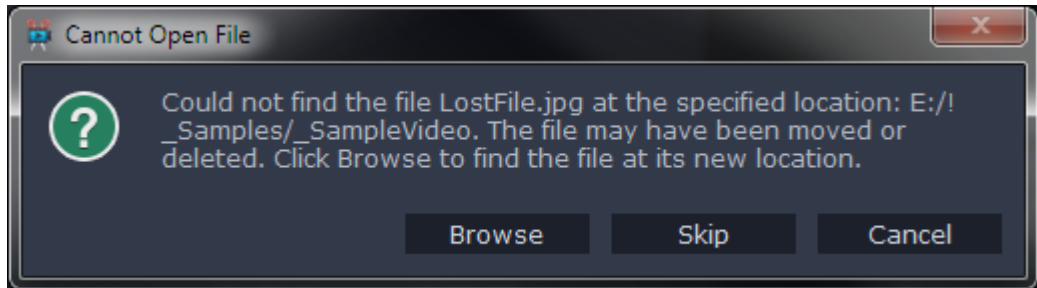 Cannot Open File
Could not find the file LostFile.jpg at the specified location: E:/!
_Samples/_SampleVideo. The file may have been moved or
deleted. Click Browse to find the file at its new location.
Browse Skip Cancel